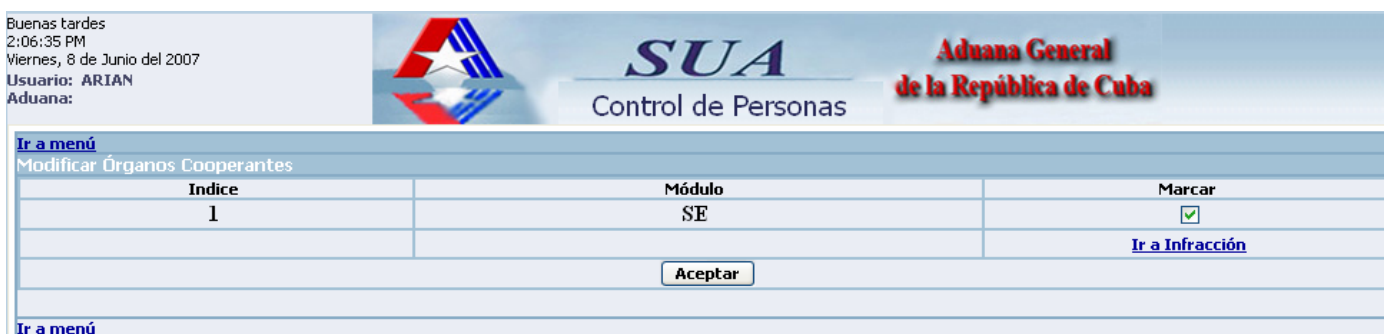 Buenas tardes
2:06:35 PM
Viernes, 8 de Junio del 2007
Usuario: ARIAN
Aduana:
SUA
Control de Personas
Aduana General
de la República de Cuba
Ir a menú
Modificar Órganos Cooperantes
Indice Módulo Marcar
1 SE
Ir a Infracción
Aceptar
Ir a menú